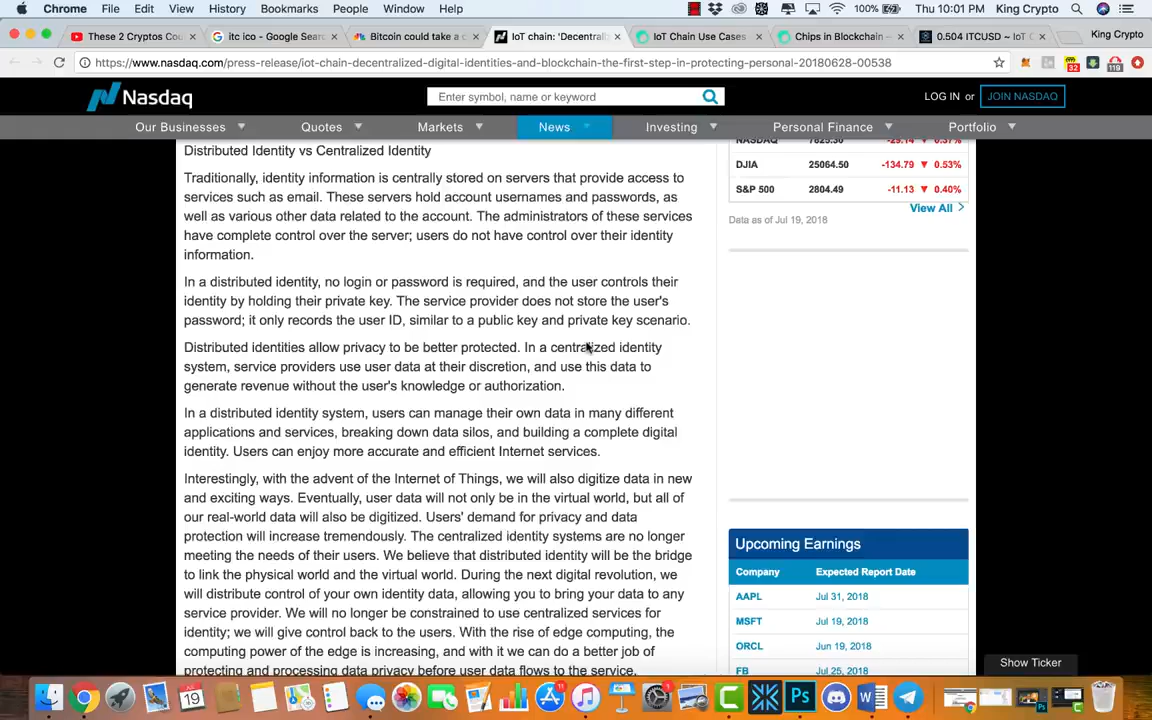 Chrome File Edit View History Bookmarks People Window Help 100% Thu 10:01 PM King Crypto
These 2 Cryptos Cou
itc ico - Google Searc
Bitcoin could take a c
IoT chain: 'Decentrali
IoT Chain Use Cases
Chips in Blockchain –
0.504 ITCUSD ~ IoT C
King Crypto
https://www.nasdaq.com/press-release/iot-chain-decentralized-digital-identities-and-blockchain-the-first-step-in-protecting-personal-20180628-00538
32
119
Nasdaq
Enter symbol, name or keyword
LOG IN or JOIN NASDAQ
Our Businesses Quotes Markets News Investing Personal Finance Portfolio
Distributed Identity vs Centralized Identity
Traditionally, identity information is centrally stored on servers that provide access to
services such as email. These servers hold account usernames and passwords, as
well as various other data related to the account. The administrators of these services
have complete control over the server; users do not have control over their identity
information.
In a distributed identity, no login or password is required, and the user controls their
identity by holding their private key. The service provider does not store the user's
password; it only records the user ID, similar to a public key and private key scenario.
Distributed identities allow privacy to be better protected. In a centralized identity
system, service providers use user data at their discretion, and use this data to
generate revenue without the user's knowledge or authorization.
In a distributed identity system, users can manage their own data in many different
applications and services, breaking down data silos, and building a complete digital
identity. Users can enjoy more accurate and efficient Internet services.
Interestingly, with the advent of the Internet of Things, we will also digitize data in new
and exciting ways. Eventually, user data will not only be in the virtual world, but all of
our real-world data will also be digitized. Users' demand for privacy and data
protection will increase tremendously. The centralized identity systems are no longer
meeting the needs of their users. We believe that distributed identity will be the bridge
to link the physical world and the virtual world. During the next digital revolution, we
will distribute control of your own identity data, allowing you to bring your data to any
service provider. We will no longer be constrained to use centralized services for
identity; we will give control back to the users. With the rise of edge computing, the
computing power of the edge is increasing, and with it we can do a better job of
protecting and processing data privacy before user data flows to the service.
NASDAQ 7825.30 -29.14 0.37%
DJIA 25064.50 -134.79 0.53%
S&P 500 2804.49 -11.13 0.40%
View All
Data as of Jul 19, 2018
Upcoming Earnings
Company Expected Report Date
AAPL Jul 31, 2018
MSFT Jul 19, 2018
ORCL Jun 19, 2018
FB Jul 25, 2018
Show Ticker
19
Ps